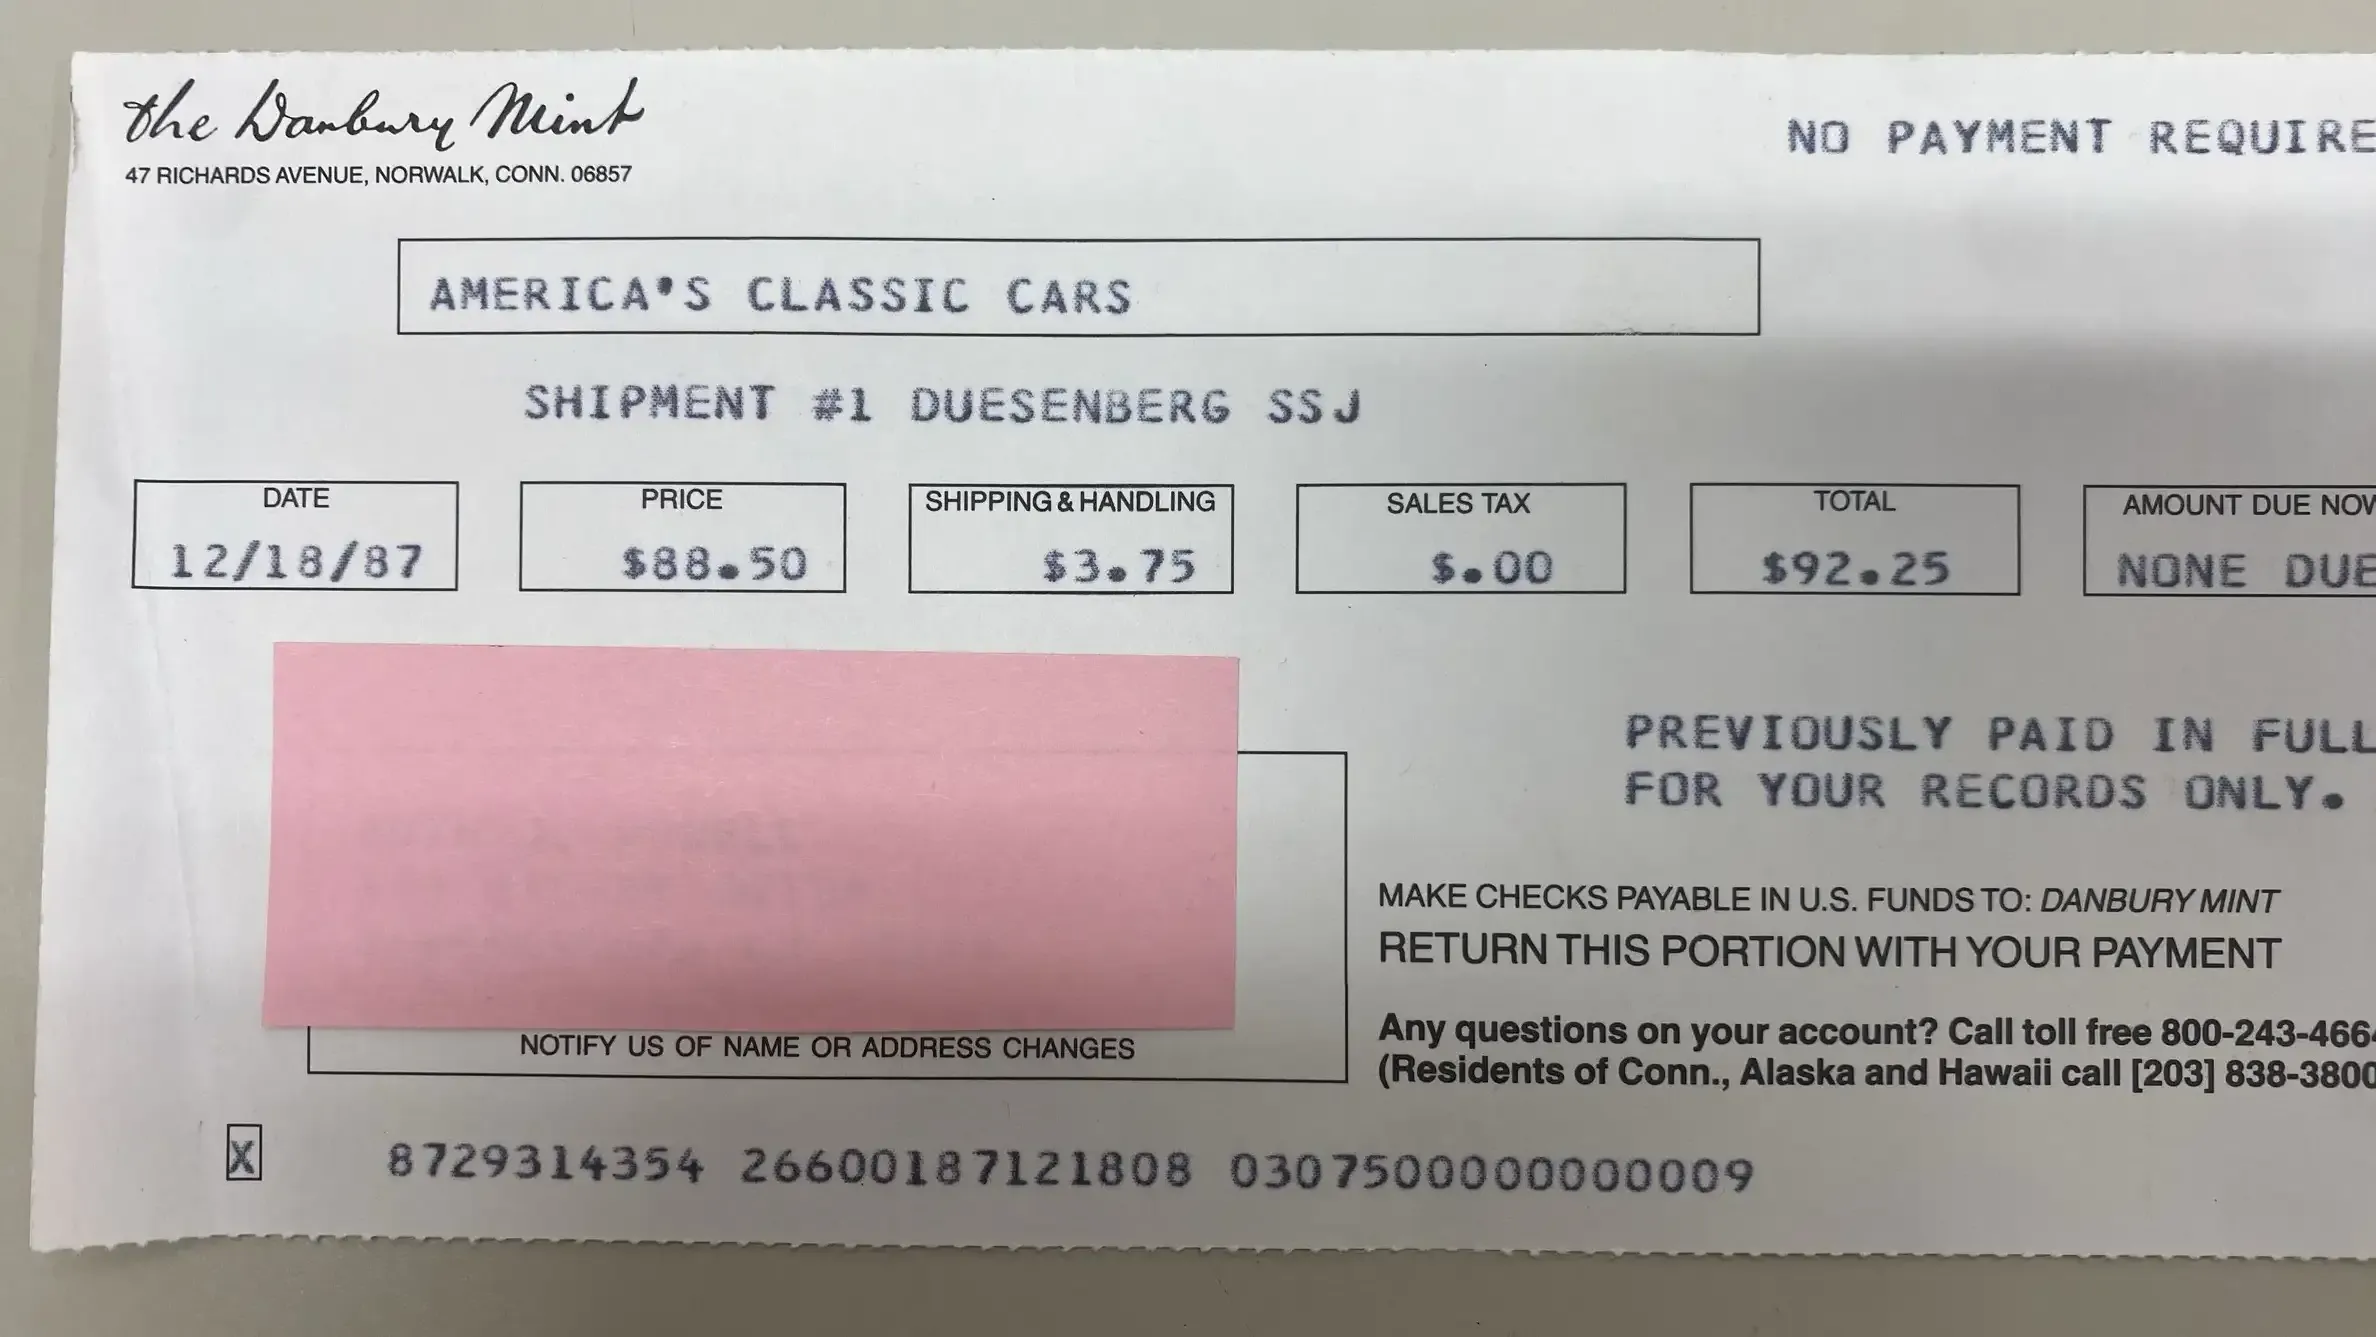 the Danbury Mint
47 RICHARDS AVENUE, NORWALK, CONN. 06857
NO PAYMENT REQUIRE
AMERICA'S CLASSIC CARS
SHIPMENT #1 DUESENBERG SSJ
DATE PRICE SHIPPING & HANDLING SALES TAX TOTAL AMOUNT DUE NOW
12/18/87 $88.50 $3.75 $.00 $92.25 NONE DUE
PREVIOUSLY PAID IN FULL
FOR YOUR RECORDS ONLY.
MAKE CHECKS PAYABLE IN U.S. FUNDS TO: DANBURY MINT
RETURN THIS PORTION WITH YOUR PAYMENT
Any questions on your account? Call toll free 800-243-466
(Residents of Conn., Alaska and Hawaii call [203] 838-3800
NOTIFY US OF NAME OR ADDRESS CHANGES
X 8729314354 26600187121808 0307500000000009